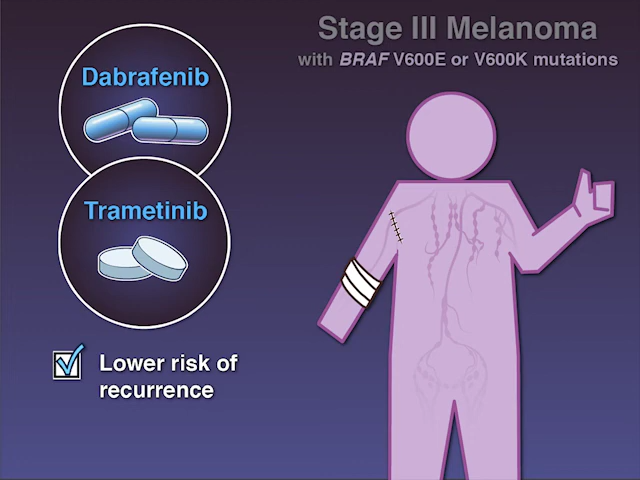 Stage III Melanoma
with BRAF V600E or V600K mutations
Dabrafenib
Trametinib
Lower risk of
recurrence